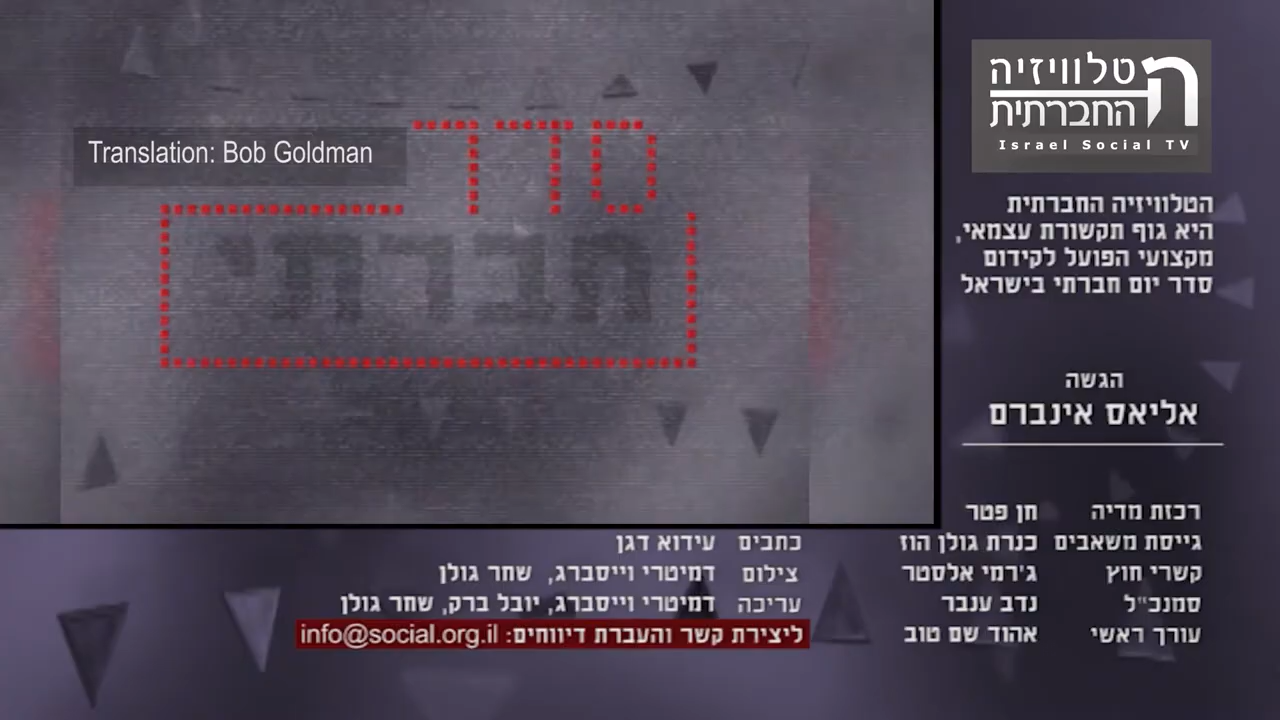 הטלוויזיה
החברתית
Israel Social TV
הטלוויזיה החברתית
היא גוף תקשורת עצמאי,
מקצועי הפועל לקידום
סדר יום חברתי בישראל
הגשה
אליאס אינברם
Translation: Bob Goldman
סדר
חברתי
רכזת מדיה חן פטר
גייסת משאבים כנרת גולן הוז
קשרי חוץ ג'רמי אלסטר
סמנכ"ל נדב ענבר
עורך ראשי אהוד שם טוב
כתבים עידוא דגן
צילום דמיטרי וייסברג, שחר גולן
עריכה דמיטרי וייסברג, יובל ברק, שחר גולן
ליצירת קשר והעברת דיווחים: info@social.org.il